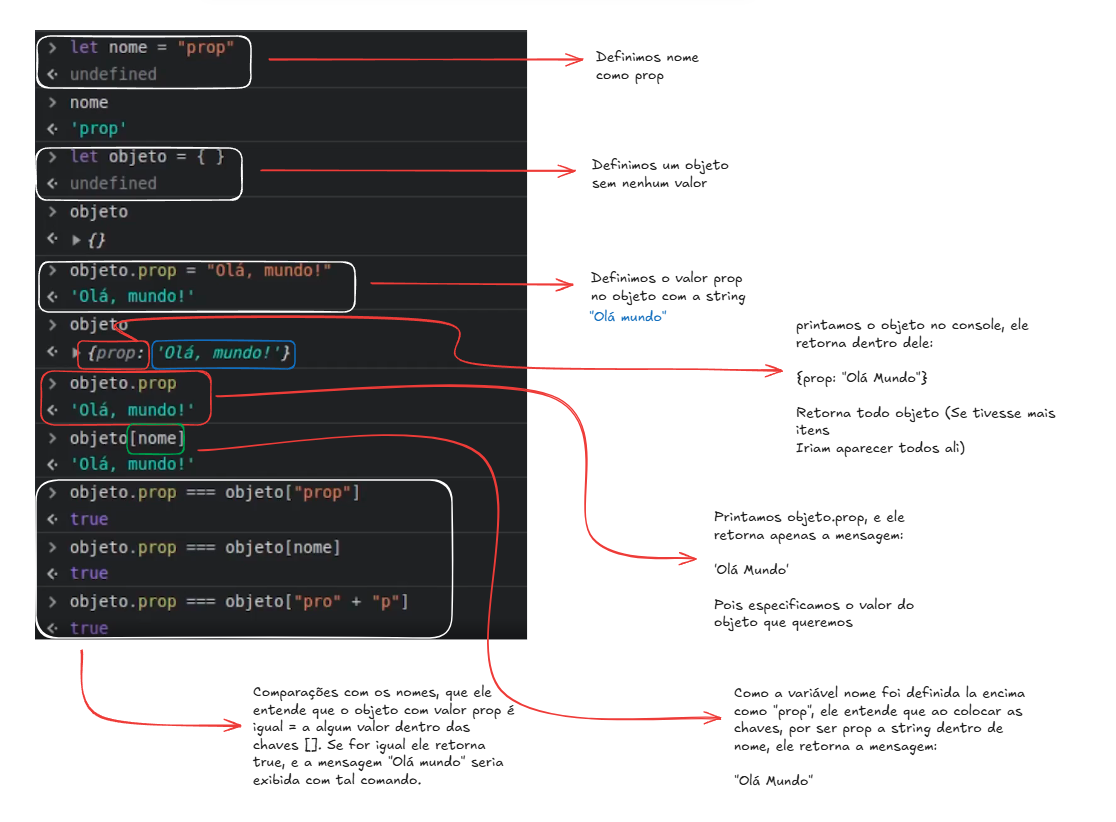 > let nome = "prop"
<· undefined
> nome
<· 'prop'
> let objeto = { }
<· undefined
> objeto
<· ▶ {}
> objeto.prop = "Olá, mundo!"
<· 'Olá, mundo!'
> objeto
<· ▶ {prop: 'Olá, mundo!'}
> objeto.prop
<· 'Olá, mundo!'
> objeto[nome]
<· 'Olá, mundo!'
> objeto.prop === objeto["prop"]
<· true
> objeto.prop === objeto[nome]
<· true
> objeto.prop === objeto["pro" + "p"]
<· true
Definimos nome
como prop
Definimos um objeto
sem nenhum valor
Definimos o valor prop
no objeto com a string
"Olá mundo"
printamos o objeto no console, ele
retorna dentro dele:
{prop: "Olá Mundo"}
Retorna todo objeto (Se tivesse mais
itens
Iriam aparecer todos ali)
Printamos objeto.prop, e ele
retorna apenas a mensagem:
'Olá Mundo'
Pois especificamos o valor do
objeto que queremos
Comparações com os nomes, que ele
entende que o objeto com valor prop é
igual = a algum valor dentro das
chaves []. Se for igual ele retorna
true, e a mensagem "Olá mundo" seria
exibida com tal comando.
Como a variável nome foi definida la encima
como "prop", ele entende que ao colocar as
chaves, por ser prop a string dentro de
nome, ele retorna a mensagem:
"Olá Mundo"